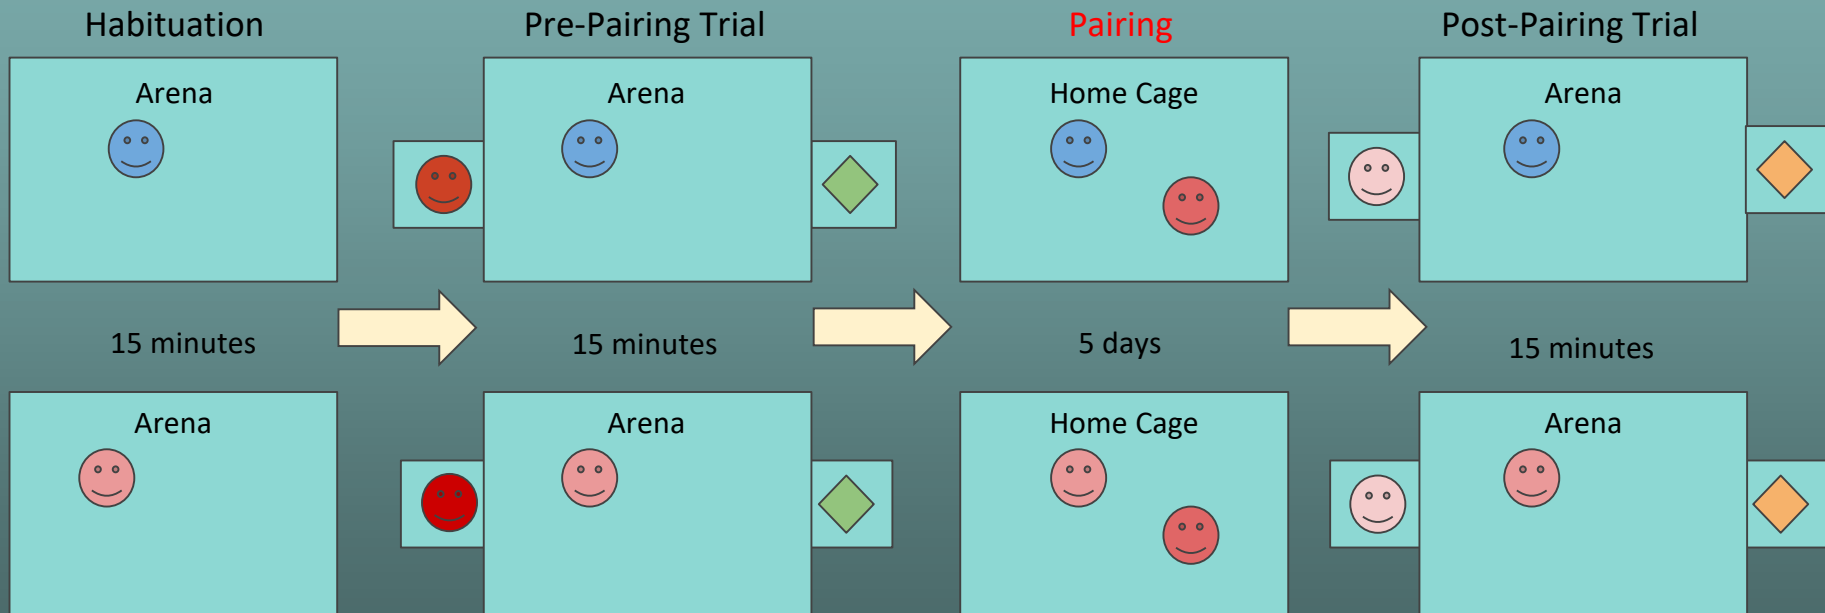 Habituation
Pre-Pairing Trial
Pairing
Post-Pairing Trial
Arena
Arena
Home Cage
Arena
15 minutes
15 minutes
5 days
15 minutes
Arena
Arena
Home Cage
Arena